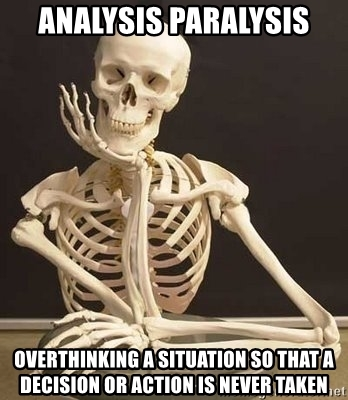 ANALYSIS PARALYSIS
OVERTHINKING A SITUATION SO THAT A
DECISION OR ACTION IS NEVER TAKEN